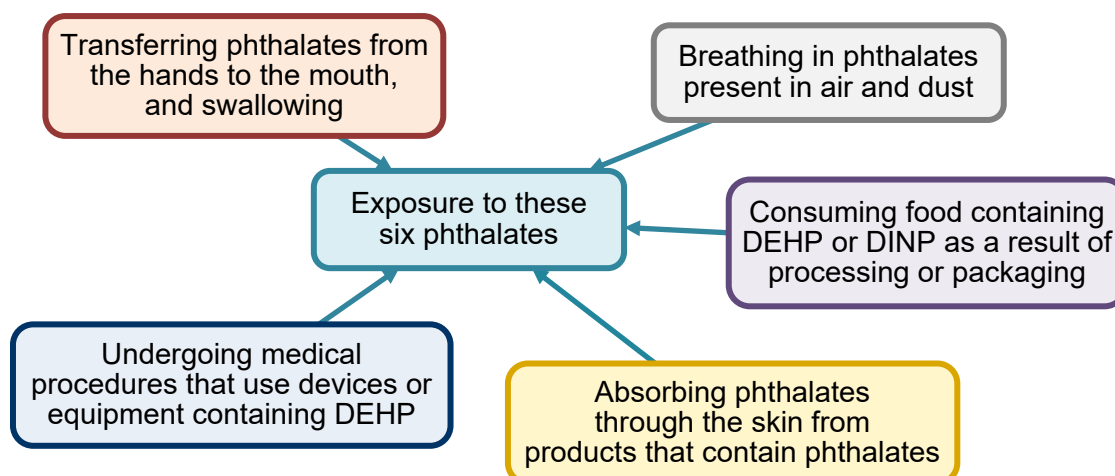 Transferring phthalates from
the hands to the mouth,
and swallowing
Breathing in phthalates
present in air and dust
Exposure to these
six phthalates
Consuming food containing
DEHP or DINP as a result of
processing or packaging
Undergoing medical
procedures that use devices or
equipment containing DEHP
Absorbing phthalates
through the skin from
products that contain phthalates